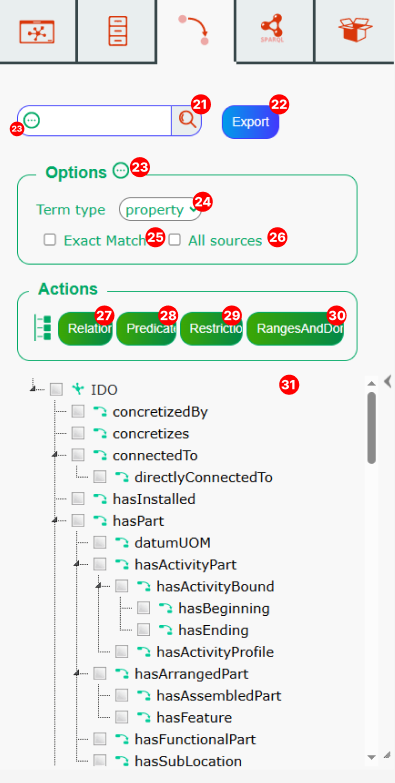 SPARQL
21
22
Export
23
Options 23
Term type property 24
Exact Match 25 All sources 26
Actions
27 28 29 30
Relation Predicate Restrictio RangesAndDor
31
IDO
concretizedBy
concretizes
connectedTo
directlyConnectedTo
hasInstalled
hasPart
datumUOM
hasActivityPart
hasActivityBound
hasBeginning
hasEnding
hasActivityProfile
hasArrangedPart
hasAssembledPart
hasFeature
hasFunctionalPart
hasSubLocation